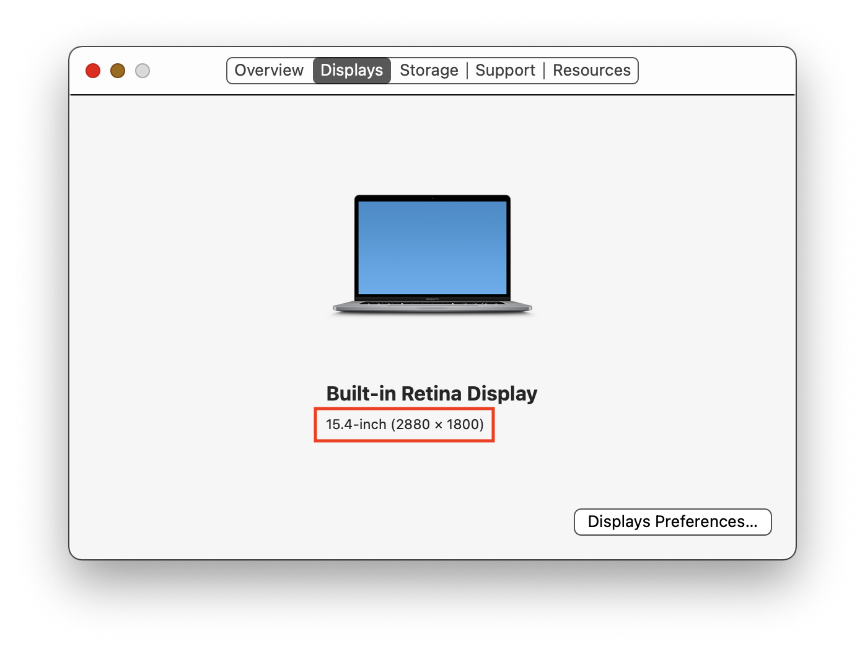 Overview Displays Storage | Support | Resources
Built-in Retina Display
15.4-inch (2880 × 1800)
Displays Preferences...